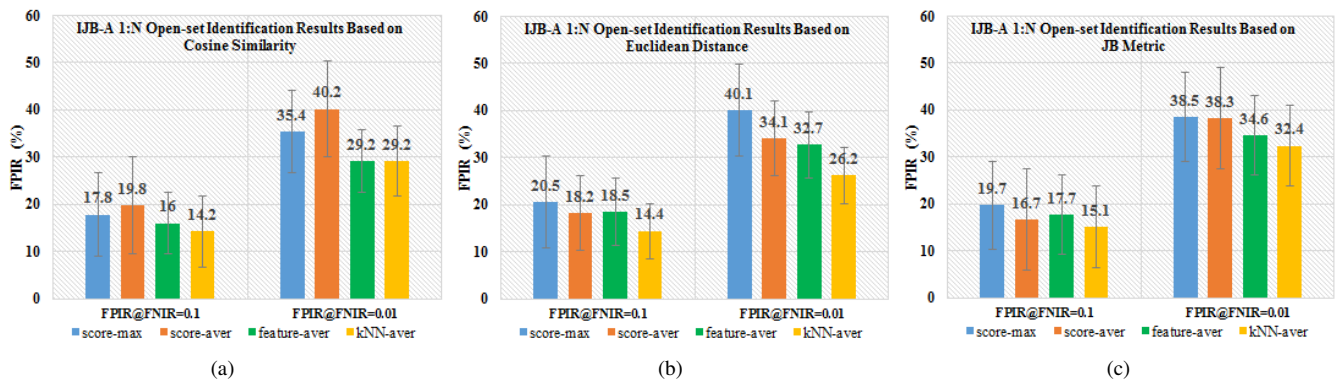 IJB-A 1:N Open-set Identification Results Based on
Cosine Similarity
FPIR (%)
60
50
40
30
20
10
0
17.8
19.8
16
14.2
35.4
40.2
29.2
29.2
FPIR@FNIR=0.1
FPIR@FNIR=0.01
score-max
score-aver
feature-aver
kNN-aver
(a)
IJB-A 1:N Open-set Identification Results Based on
Euclidean Distance
FPIR (%)
60
50
40
30
20
10
0
20.5
18.2
18.5
14.4
40.1
34.1
32.7
26.2
FPIR@FNIR=0.1
FPIR@FNIR=0.01
score-max
score-aver
feature-aver
kNN-aver
(b)
IJB-A 1:N Open-set Identification Results Based on
JB Metric
FPIR (%)
60
50
40
30
20
10
0
19.7
16.7
17.7
15.1
38.5
38.3
34.6
32.4
FPIR@FNIR=0.1
FPIR@FNIR=0.01
score-max
score-aver
feature-aver
kNN-aver
(c)